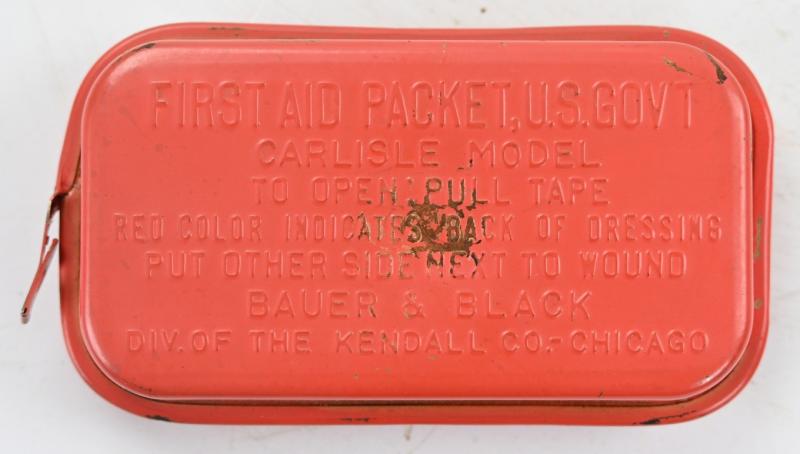 FIRST AID PACKET, U.S. GOVT
CARLISLE MODEL
TO OPEN: PULL TAPE
RED COLOR INDICATES BACK OF DRESSING
PUT OTHER SIDE NEXT TO WOUND
BAUER & BLACK
DIV. OF THE KENDALL CO.-CHICAGO